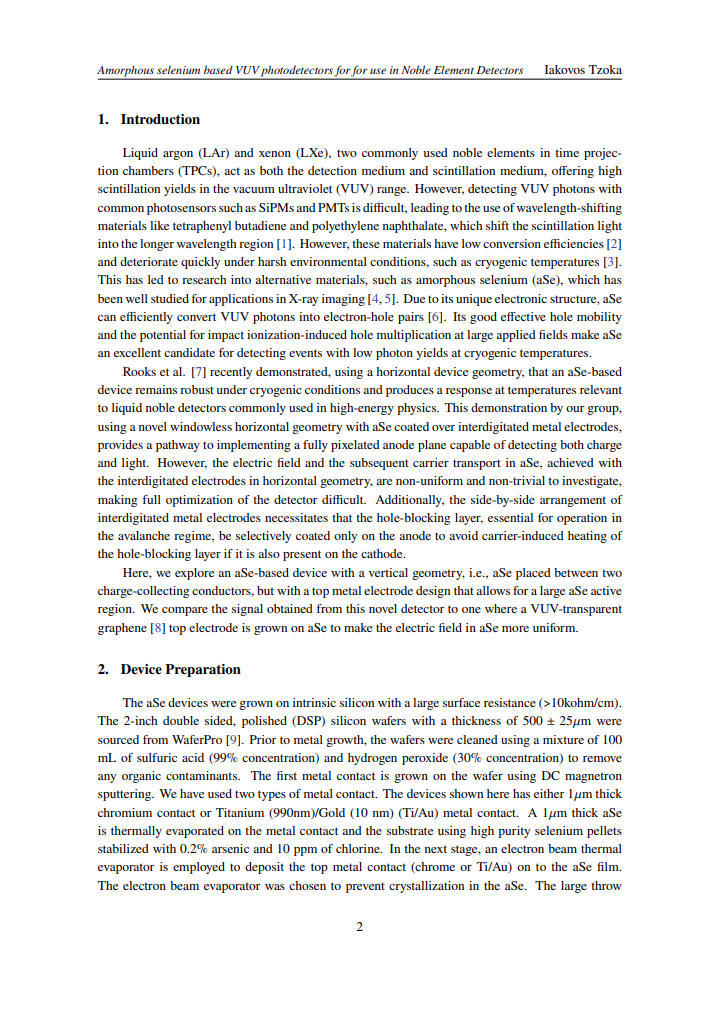 Amorphous selenium based VUV photodetectors for for use in Noble Element Detectors Iakovos Tzoka
1. Introduction
Liquid argon (LAr) and xenon (LXe), two commonly used noble elements in time projec-
tion chambers (TPCs), act as both the detection medium and scintillation medium, offering high
scintillation yields in the vacuum ultraviolet (VUV) range. However, detecting VUV photons with
common photosensors such as SiPMs and PMTs is difficult, leading to the use of wavelength-shifting
materials like tetraphenyl butadiene and polyethylene naphthalate, which shift the scintillation light
into the longer wavelength region [1]. However, these materials have low conversion efficiencies [2]
and deteriorate quickly under harsh environmental conditions, such as cryogenic temperatures [3].
This has led to research into alternative materials, such as amorphous selenium (aSe), which has
been well studied for applications in X-ray imaging [4, 5]. Due to its unique electronic structure, aSe
can efficiently convert VUV photons into electron-hole pairs [6]. Its good effective hole mobility
and the potential for impact ionization-induced hole multiplication at large applied fields make aSe
an excellent candidate for detecting events with low photon yields at cryogenic temperatures.
Rooks et al. [7] recently demonstrated, using a horizontal device geometry, that an aSe-based
device remains robust under cryogenic conditions and produces a response at temperatures relevant
to liquid noble detectors commonly used in high-energy physics. This demonstration by our group,
using a novel windowless horizontal geometry with aSe coated over interdigitated metal electrodes,
provides a pathway to implementing a fully pixelated anode plane capable of detecting both charge
and light. However, the electric field and the subsequent carrier transport in aSe, achieved with
the interdigitated electrodes in horizontal geometry, are non-uniform and non-trivial to investigate,
making full optimization of the detector difficult. Additionally, the side-by-side arrangement of
interdigitated metal electrodes necessitates that the hole-blocking layer, essential for operation in
the avalanche regime, be selectively coated only on the anode to avoid carrier-induced heating of
the hole-blocking layer if it is also present on the cathode.
Here, we explore an aSe-based device with a vertical geometry, i.e., aSe placed between two
charge-collecting conductors, but with a top metal electrode design that allows for a large aSe active
region. We compare the signal obtained from this novel detector to one where a VUV-transparent
graphene [8] top electrode is grown on aSe to make the electric field in aSe more uniform.
2. Device Preparation
The aSe devices were grown on intrinsic silicon with a large surface resistance (>10kohm/cm).
The 2-inch double sided, polished (DSP) silicon wafers with a thickness of 500 ± 25μm were
sourced from WaferPro [9]. Prior to metal growth, the wafers were cleaned using a mixture of 100
mL of sulfuric acid (99% concentration) and hydrogen peroxide (30% concentration) to remove
any organic contaminants. The first metal contact is grown on the wafer using DC magnetron
sputtering. We have used two types of metal contact. The devices shown here has either 1μm thick
chromium contact or Titanium (990nm)/Gold (10 nm) (Ti/Au) metal contact. A 1μm thick aSe
is thermally evaporated on the metal contact and the substrate using high purity selenium pellets
stabilized with 0.2% arsenic and 10 ppm of chlorine. In the next stage, an electron beam thermal
evaporator is employed to deposit the top metal contact (chrome or Ti/Au) on to the aSe film.
The electron beam evaporator was chosen to prevent crystallization in the aSe. The large throw
2